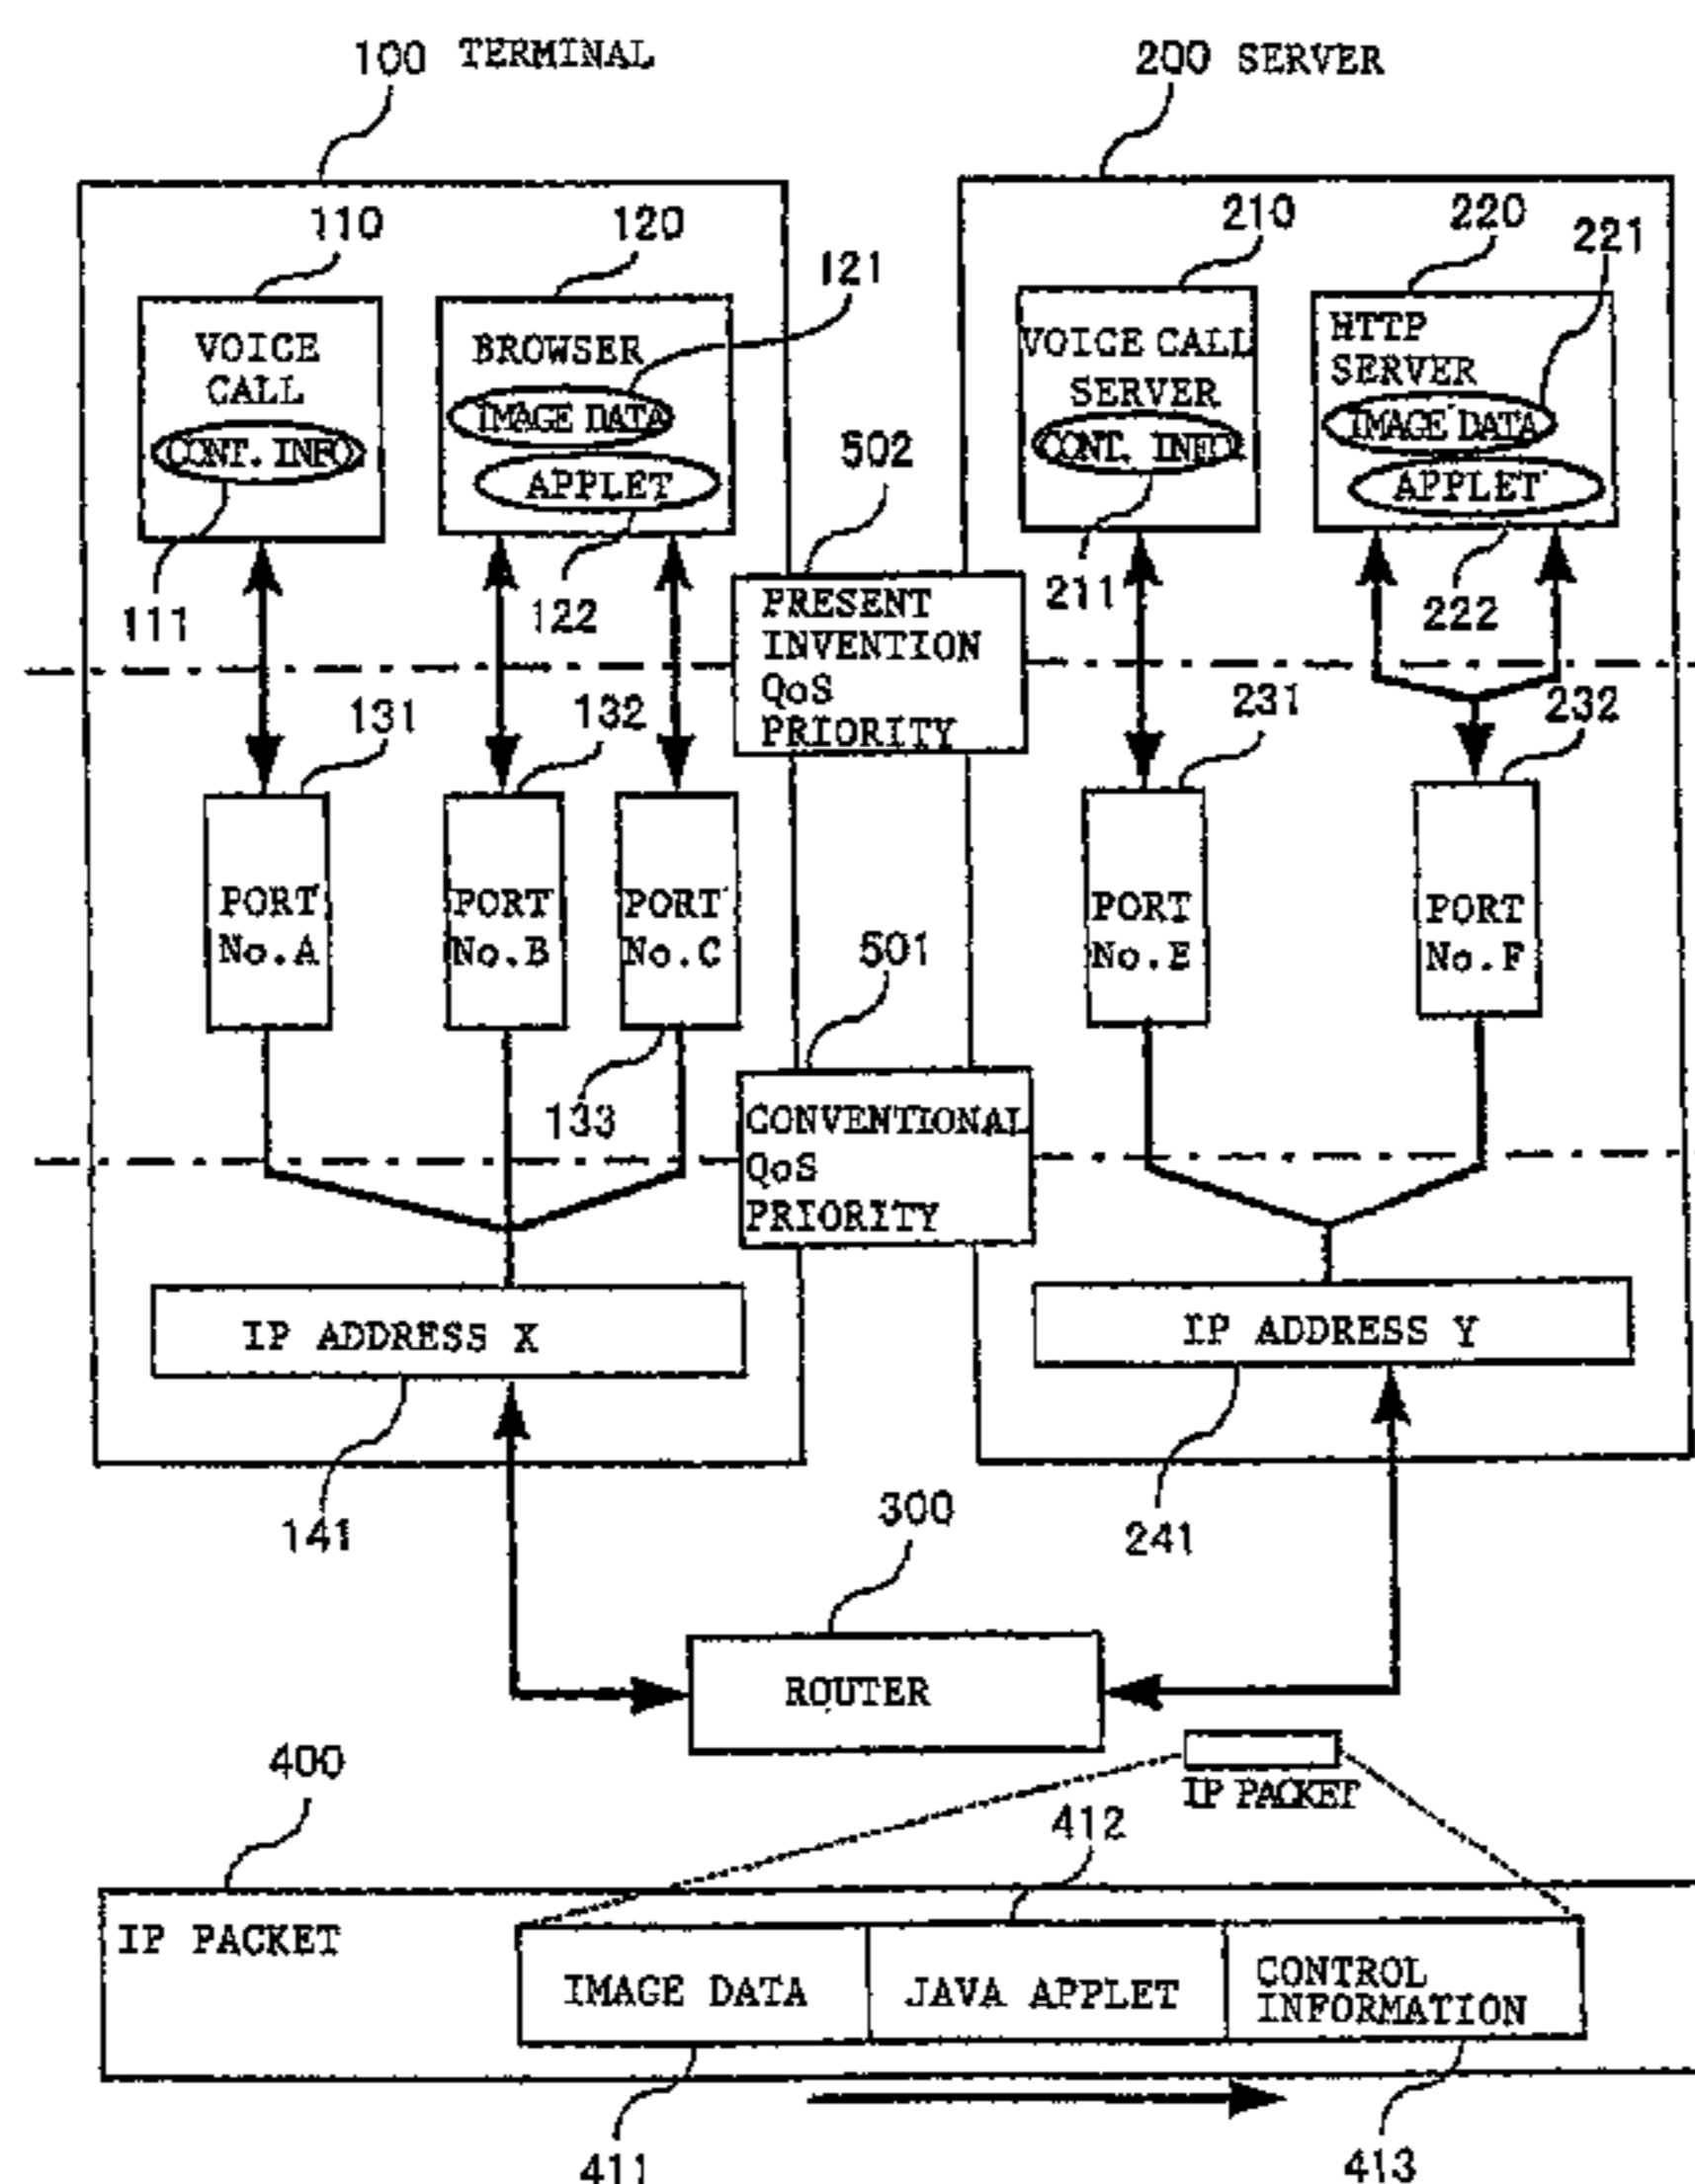 100 TERMINAL
200 SERVER
110
120
121
210
220
221
VOICE
CALL
CONT. INFO
BROWSER
IMAGE DATA
APPLET
VOICE CALL
SERVER
CONT. INFO
HTTP
SERVER
IMAGE DATA
APPLET
111
122
502
211
222
PRESENT
INVENTION
QoS
PRIORITY
131
132
231
232
PORT
No.A
PORT
No.B
PORT
No.C
PORT
No.E
PORT
No.F
133
501
CONVENTIONAL
QoS
PRIORITY
IP ADDRESS X
IP ADDRESS Y
141
241
300
ROUTER
IP PACKET
400
412
IP PACKET
IMAGE DATA
JAVA APPLET
CONTROL
INFORMATION
411
413